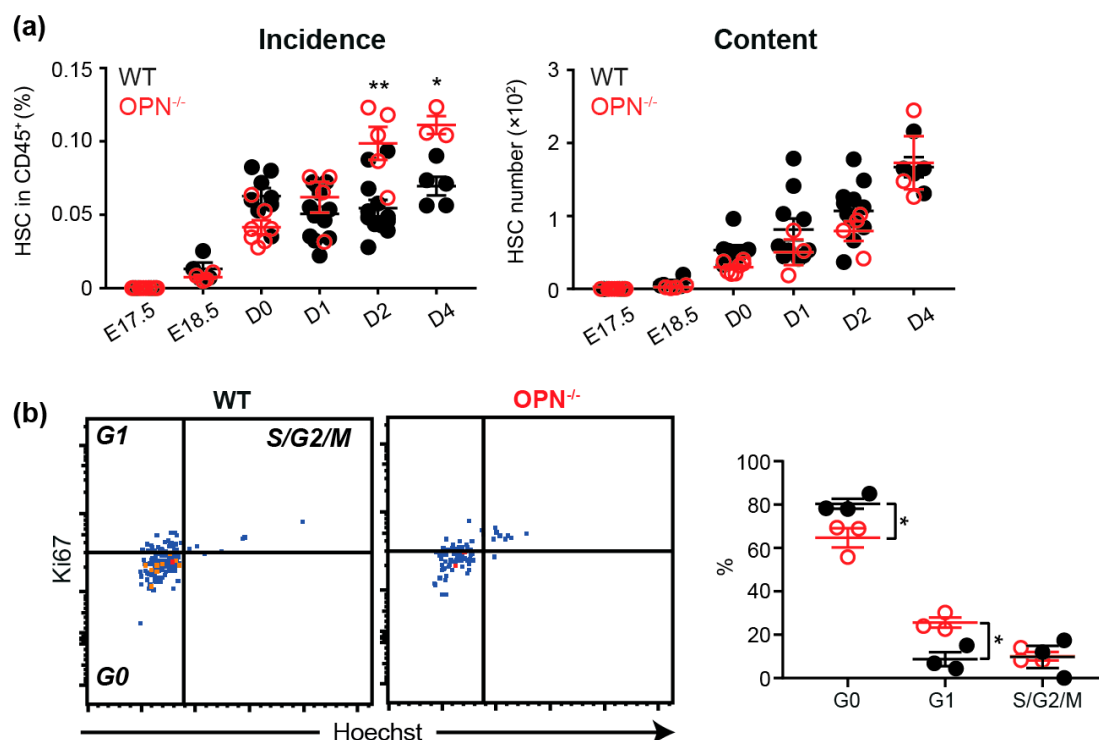 (a)
Incidence
WT
OPN-/-
** *
HSC in CD45+ (%)
0.15
0.10
0.05
0
E17.5 E18.5 D0 D1 D2 D4
Content
WT
OPN-/-
HSC number (×10²)
3
2
1
0
E17.5 E18.5 D0 D1 D2 D4
(b)
WT
OPN-/-
G1
S/G2/M
G0
Ki67
Hoechst
%
100
80
60
40
20
0
*
*
G0 G1 S/G2/M